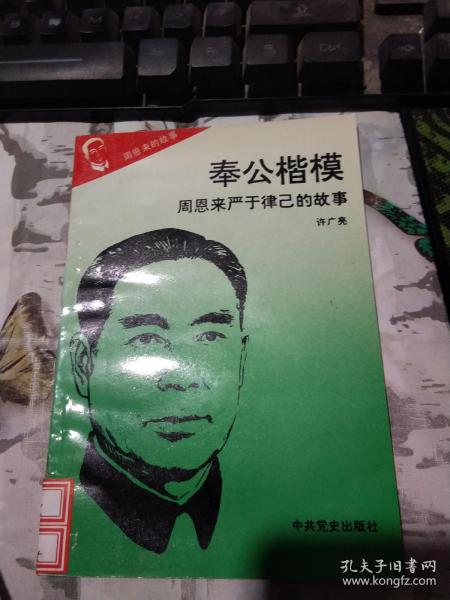 周恩来的故事
奉公楷模
周恩来严于律己的故事
许广亮
中共党史出版社
孔夫子旧书网
www.kongfz.com